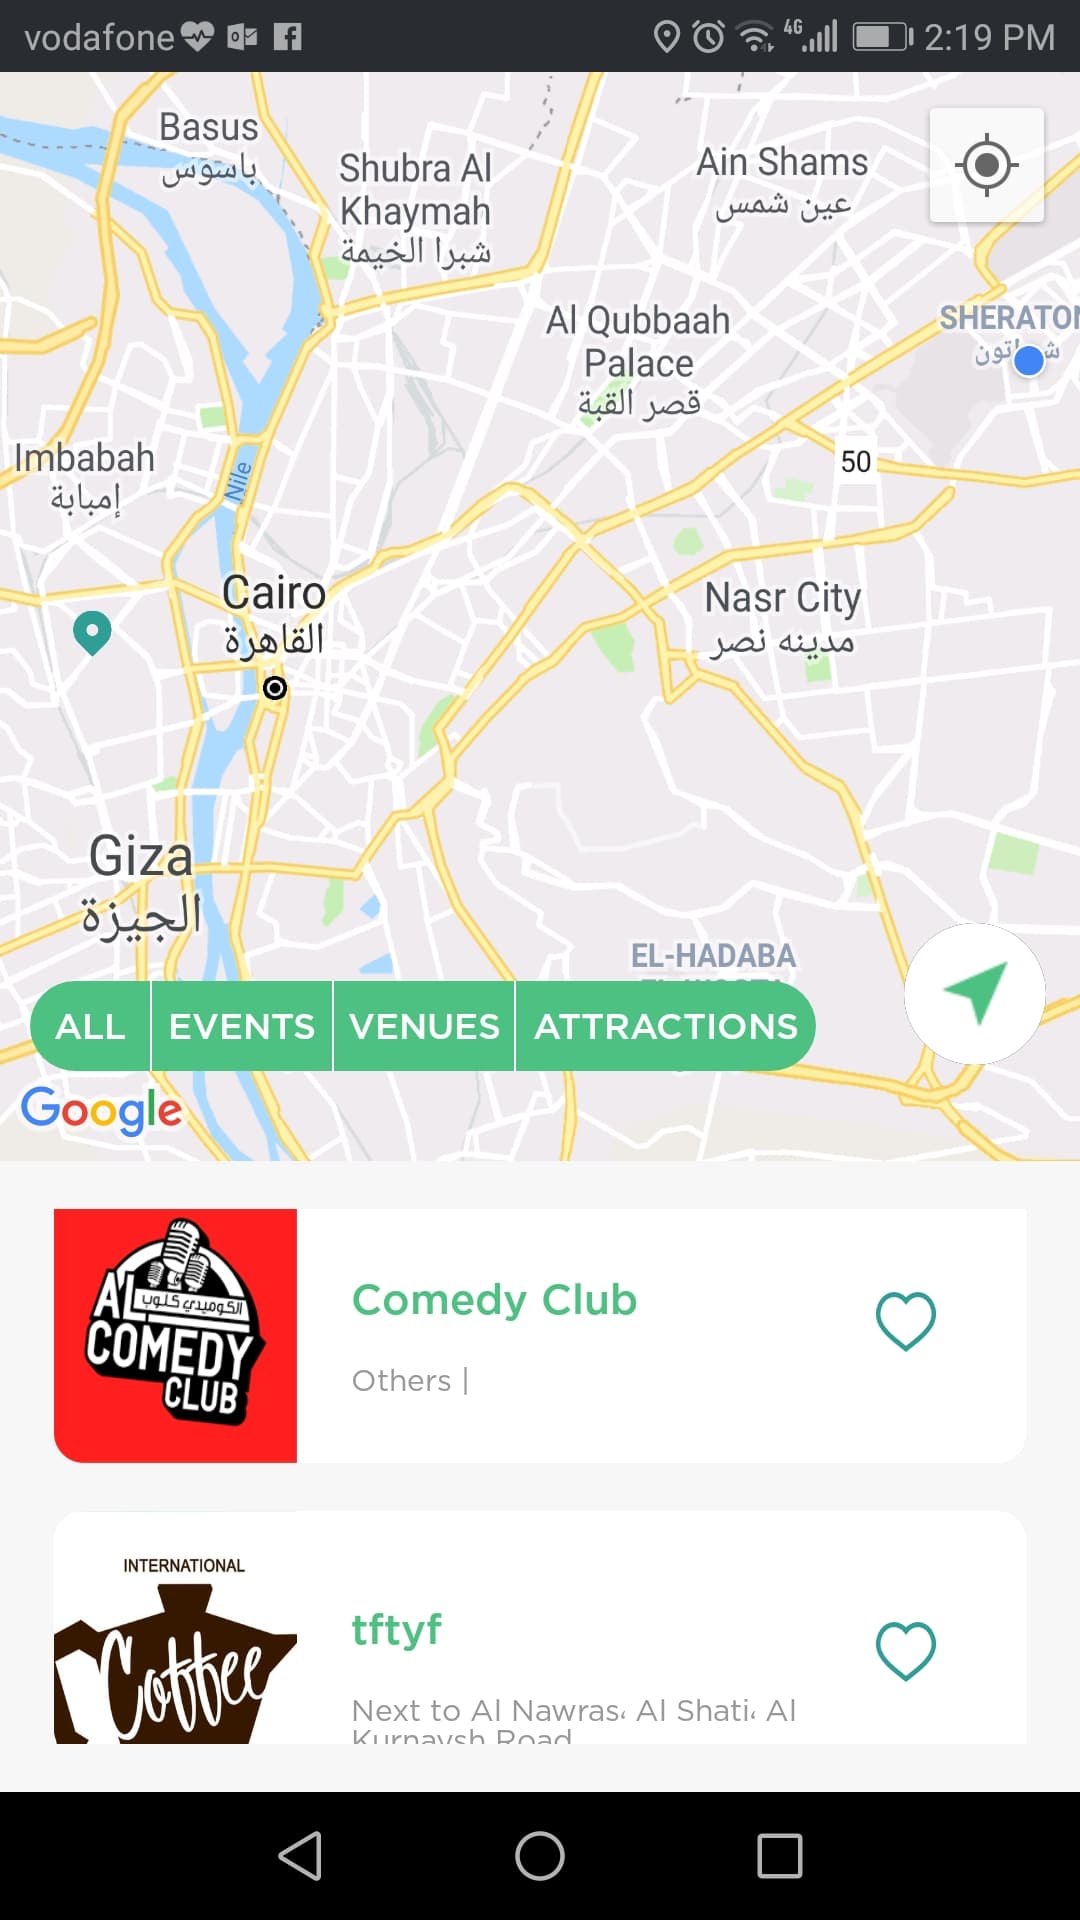 vodafone
4G
2:19 PM
Basus
باسوس
Shubra Al
Khaymah
شبرا الخيمة
Ain Shams
عين شمس
Al Qubbaah
Palace
قصر القبة
SHERATON
50
Imbabah
إمبابة
Nile
Cairo
القاهرة
Nasr City
مدينه نصر
Giza
الجيزة
EL-HADABA
ALL
EVENTS
VENUES
ATTRACTIONS
Google
AL
الكوميدي كلوب
COMEDY
CLUB
Comedy Club
Others |
INTERNATIONAL
Coffee
tftyf
Next to Al Nawras، Al Shati، Al
Kurnaysh Road